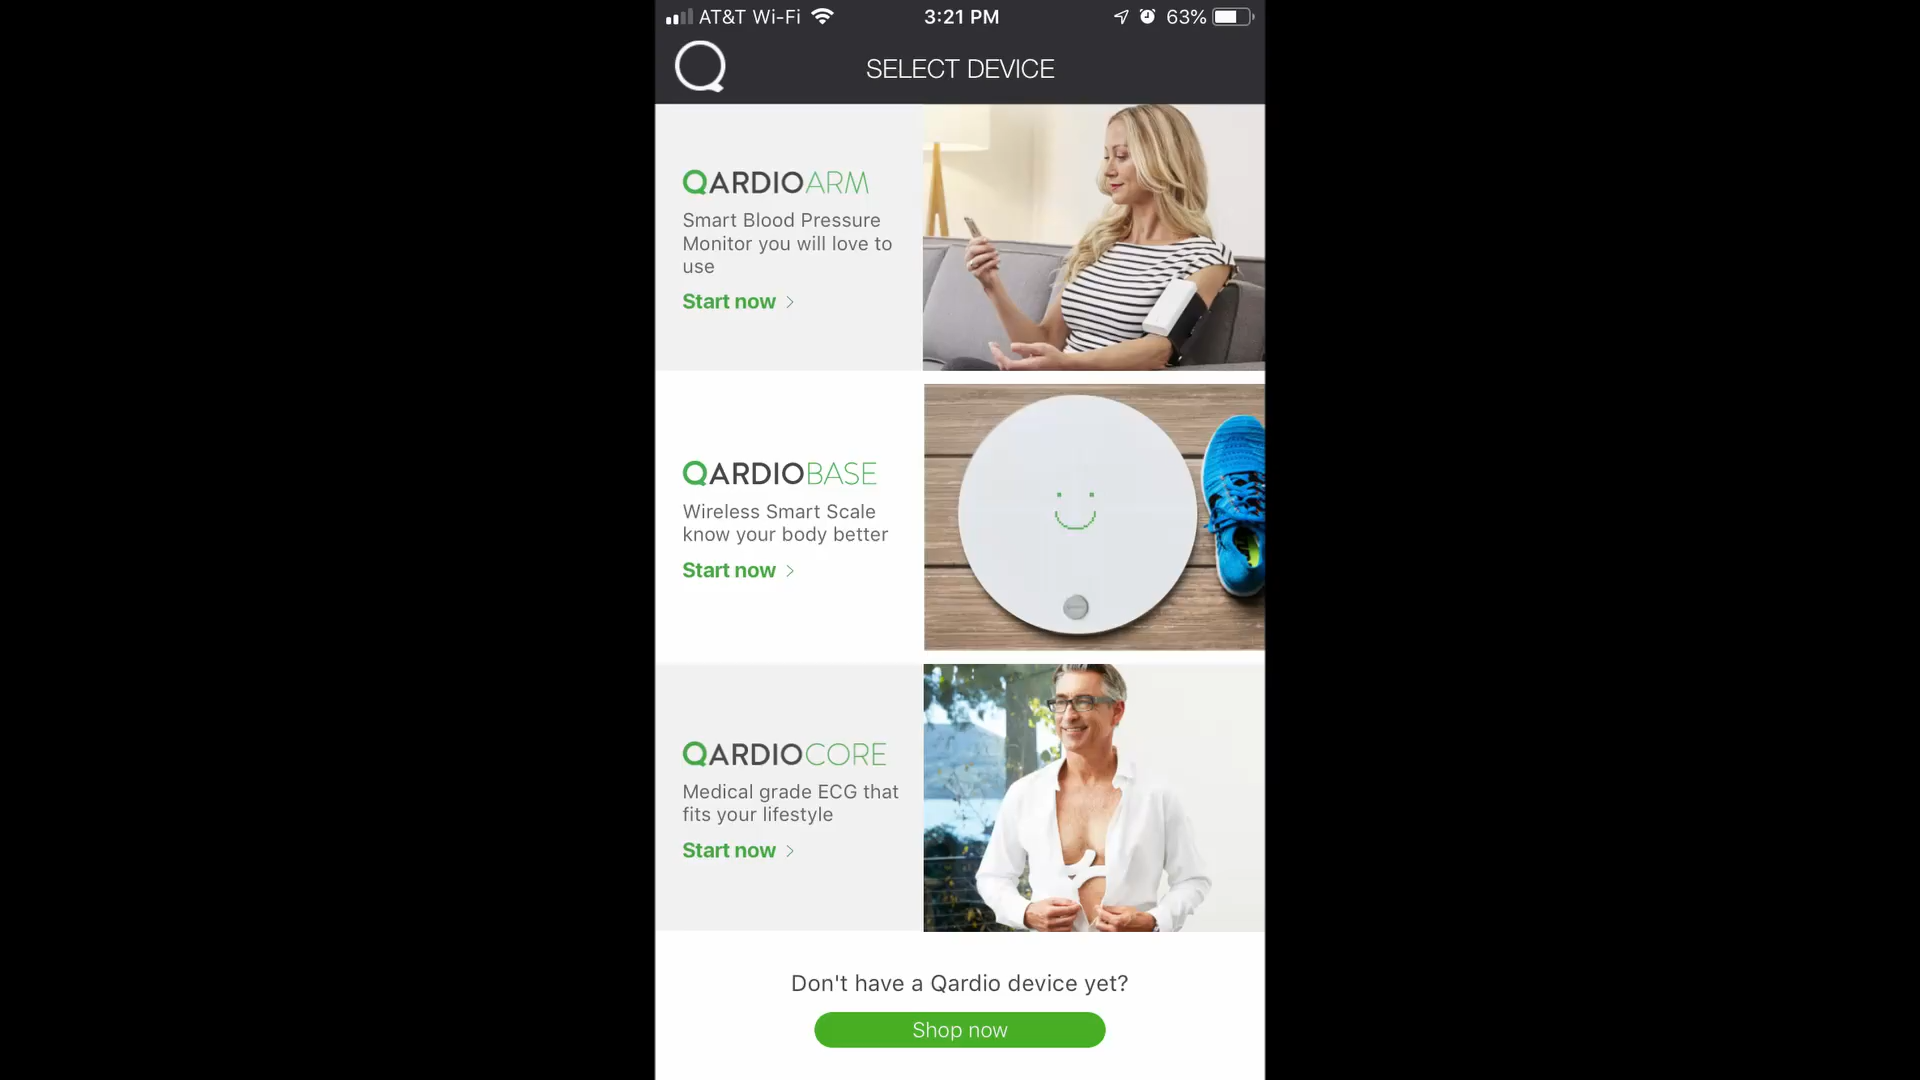 AT&T Wi-Fi 3:21 PM 63%
SELECT DEVICE
QARDIOARM
Smart Blood Pressure
Monitor you will love to
use
Start now
QARDIOBASE
Wireless Smart Scale
know your body better
Start now
QARDIOCORE
Medical grade ECG that
fits your lifestyle
Start now
Don't have a Qardio device yet?
Shop now